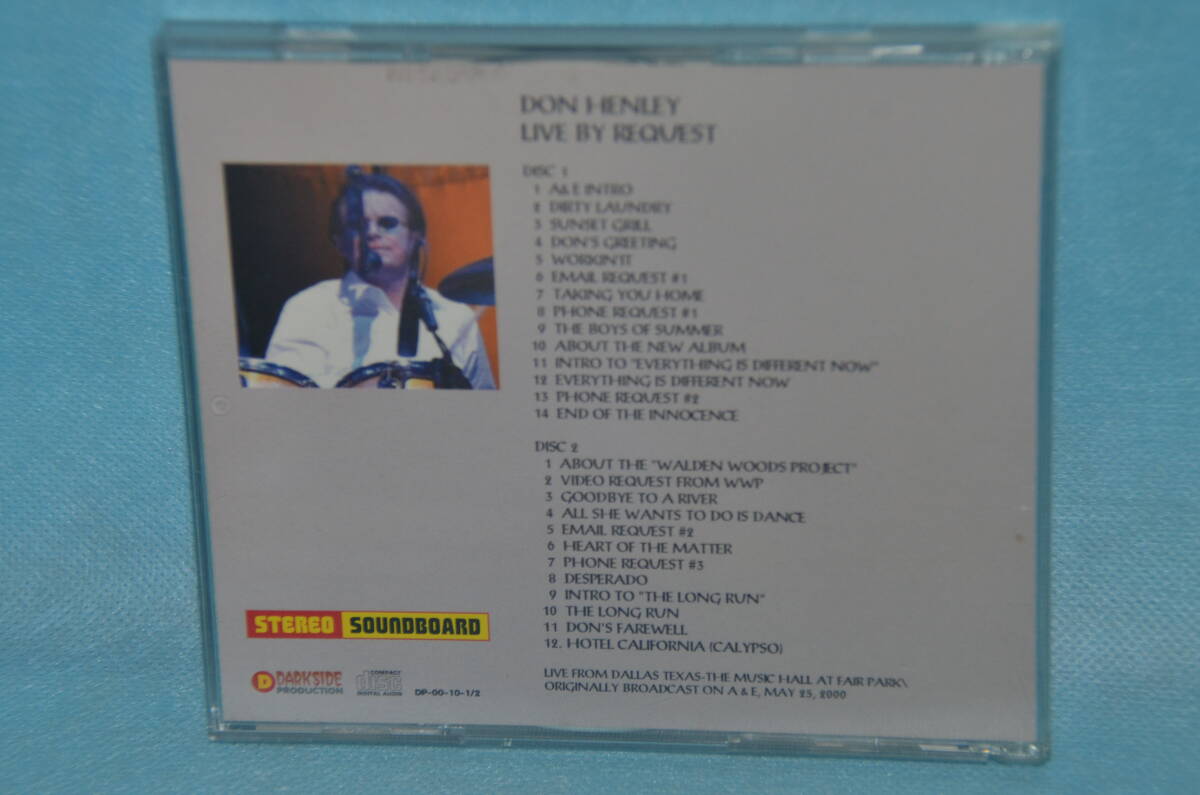 DON HENLEY
LIVE BY REQUEST
DISC 1
1 A&E INTRO
2 DIRTY LAUNDRY
3 SUNSET GRILL
4 DON'S GREETING
5 WORKIN'IT
6 EMAIL REQUEST #1
7 TAKING YOU HOME
8 PHONE REQUEST #1
9 THE BOYS OF SUMMER
10 ABOUT THE NEW ALBUM
11 INTRO TO "EVERYTHING IS DIFFERENT NOW"
12 EVERYTHING IS DIFFERENT NOW
13 PHONE REQUEST #2
14 END OF THE INNOCENCE
DISC 2
1 ABOUT THE "WALDEN WOODS PROJECT"
2 VIDEO REQUEST FROM WWP
3 GOODBYE TO A RIVER
4 ALL SHE WANTS TO DO IS DANCE
5 EMAIL REQUEST #2
6 HEART OF THE MATTER
7 PHONE REQUEST #3
8 DESPERADO
9 INTRO TO "THE LONG RUN"
10 THE LONG RUN
11 DON'S FAREWELL
12. HOTEL CALIFORNIA (CALYPSO)
LIVE FROM DALLAS TEXAS-THE MUSIC HALL AT FAIR PARK\
ORIGINALLY BROADCAST ON A & E, MAY 25, 2000
STEREO SOUNDBOARD
D DARKSIDE
PRODUCTION
COMPACT
disc
DIGITAL AUDIO
DP-00-10-1/2